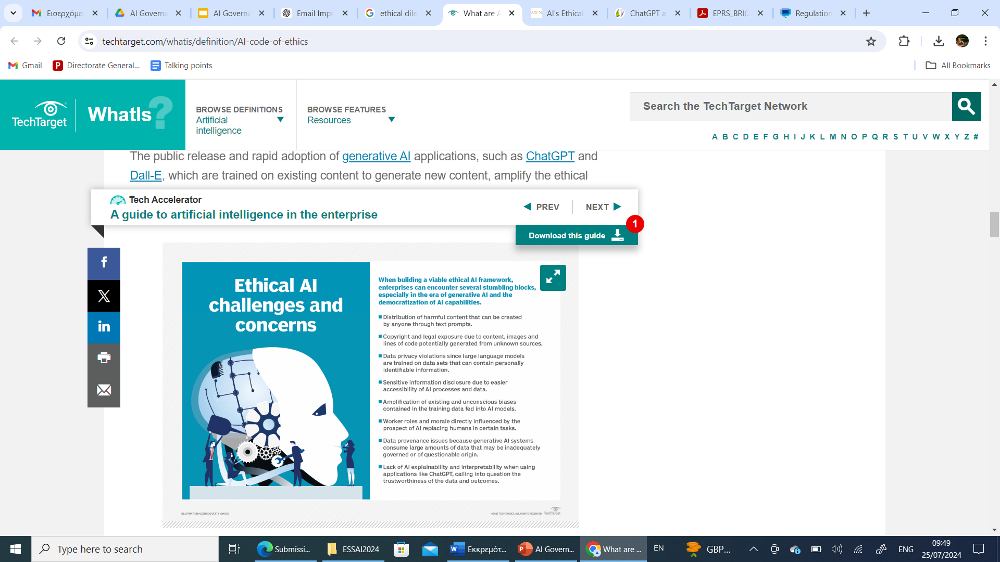 Εισερχόμε
AI Governa
AI Governa
Email Impr
ethical dile
What are A
AI's Ethical
ChatGPT a
EPRS_BRI(2
Regulation
techtarget.com/whatis/definition/AI-code-of-ethics
Gmail
Directorate General...
Talking points
All Bookmarks
TechTarget
WhatIs?
BROWSE DEFINITIONS
Artificial
intelligence
BROWSE FEATURES
Resources
Search the TechTarget Network
A B C D E F G H I J K L M N O P Q R S T U V W X Y Z #
The public release and rapid adoption of generative AI applications, such as ChatGPT and
Dall-E, which are trained on existing content to generate new content, amplify the ethical
Tech Accelerator
A guide to artificial intelligence in the enterprise
PREV
NEXT
1
Download this guide
Ethical AI
challenges and
concerns
When building a viable ethical AI framework,
enterprises can encounter several stumbling blocks,
especially in the era of generative AI and the
democratization of AI capabilities.
Distribution of harmful content that can be created
by anyone through text prompts.
Copyright and legal exposure due to content, images and
lines of code potentially generated from unknown sources.
Data privacy violations since large language models
are trained on data sets that can contain personally
identifiable information.
Sensitive information disclosure due to easier
accessibility of AI processes and data.
Amplification of existing and unconscious biases
contained in the training data fed into AI models.
Worker roles and morale directly influenced by the
prospect of AI replacing humans in certain tasks.
Data provenance issues because generative AI systems
consume large amounts of data that may be inadequately
governed or of questionable origin.
Lack of AI explainability and interpretability when using
applications like ChatGPT, calling into question the
trustworthiness of the data and outcomes.
TechTarget
Type here to search
Submissi...
ESSAI2024
Εκκρεμότ...
AI Govern...
What are ...
EN
GBP...
ENG
09:49
25/07/2024